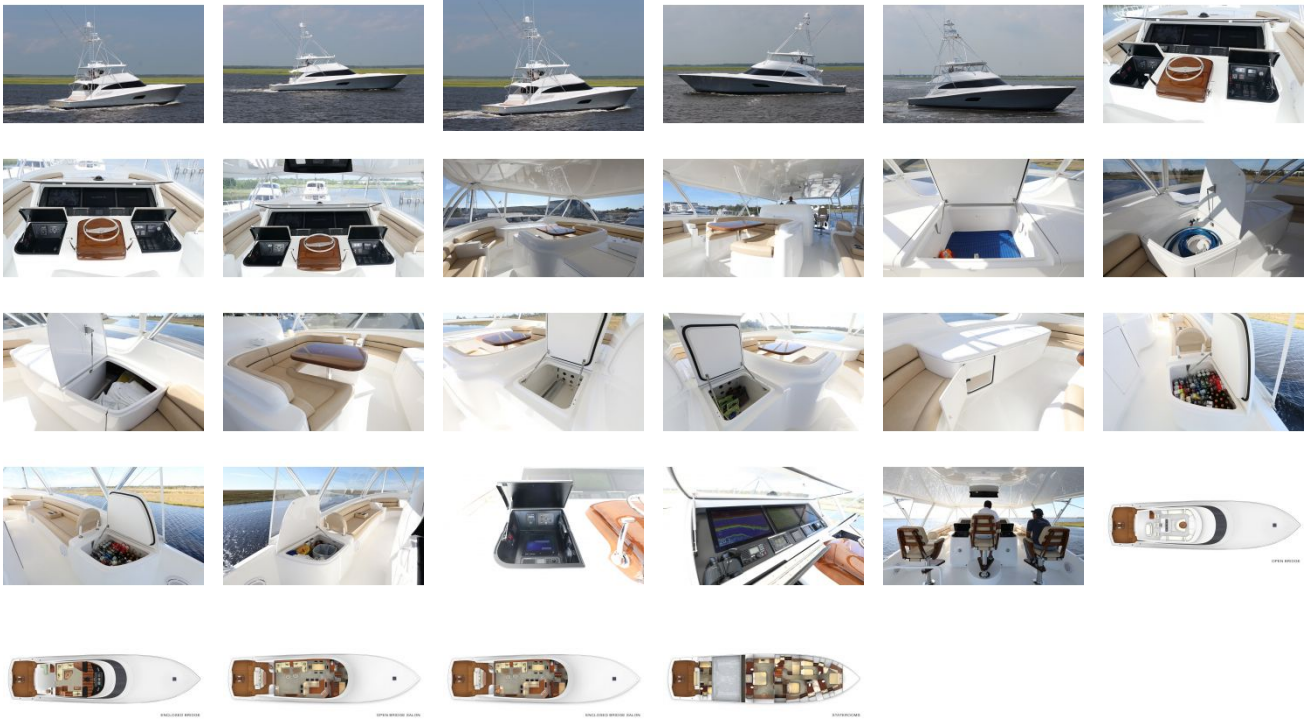 OPEN BRIDGE
ENCLOSED BRIDGE
OPEN BRIDGE SALON
ENCLOSED BRIDGE SALON
STATEROOMS